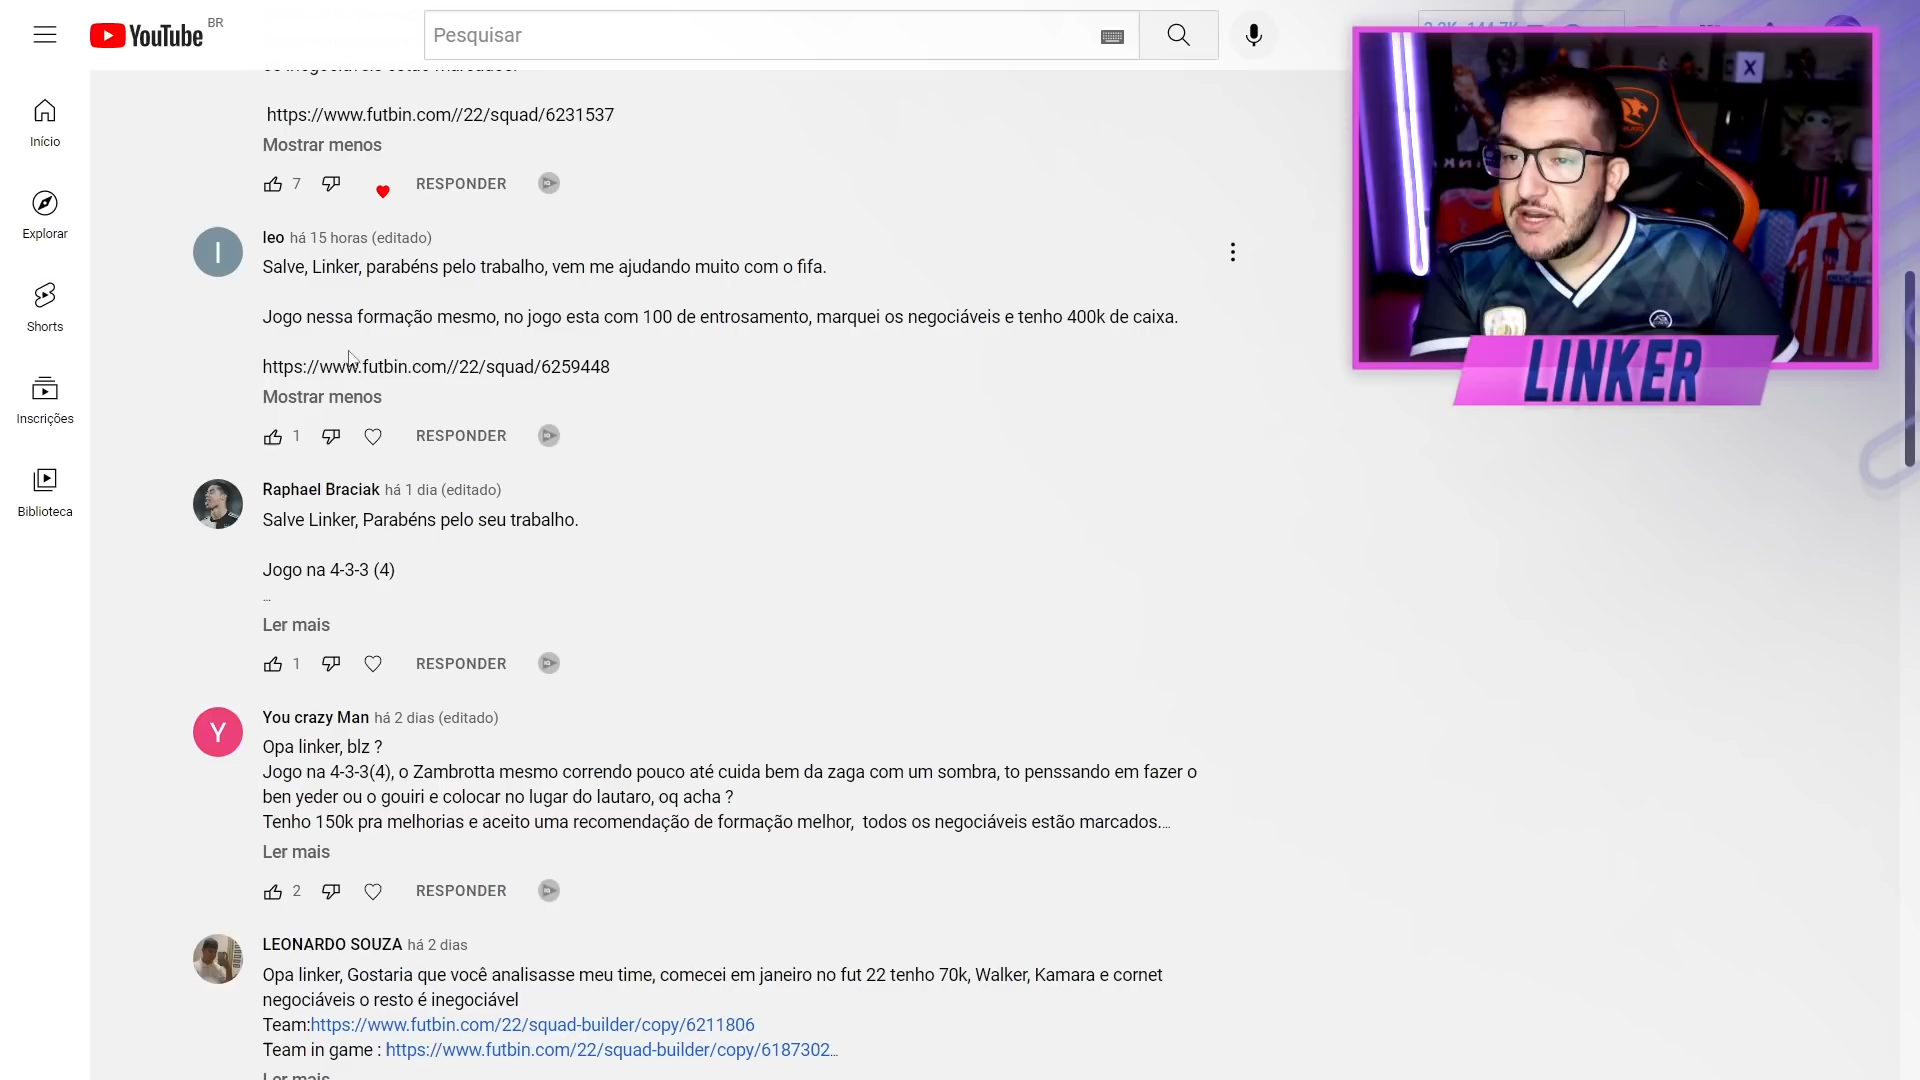 YouTube BR
Pesquisar
Início
Explorar
Shorts
Inscrições
Biblioteca
https://www.futbin.com//22/squad/6231537
Mostrar menos
7 RESPONDER
leo há 15 horas (editado)
Salve, Linker, parabéns pelo trabalho, vem me ajudando muito com o fifa.
Jogo nessa formação mesmo, no jogo esta com 100 de entrosamento, marquei os negociáveis e tenho 400k de caixa.
https://www.futbin.com//22/squad/6259448
Mostrar menos
1 RESPONDER
Raphael Braciak há 1 dia (editado)
Salve Linker, Parabéns pelo seu trabalho.
Jogo na 4-3-3 (4)
...
Ler mais
1 RESPONDER
Y
You crazy Man há 2 dias (editado)
Opa linker, blz ?
Jogo na 4-3-3(4), o Zambrotta mesmo correndo pouco até cuida bem da zaga com um sombra, to penssando em fazer o
ben yeder ou o gouiri e colocar no lugar do lautaro, oq acha ?
Tenho 150k pra melhorias e aceito uma recomendação de formação melhor,  todos os negociáveis estão marcados....
Ler mais
2 RESPONDER
LEONARDO SOUZA há 2 dias
Opa linker, Gostaria que você analisasse meu time, comecei em janeiro no fut 22 tenho 70k, Walker, Kamara e cornet
negociáveis o resto é inegociável
Team:https://www.futbin.com/22/squad-builder/copy/6211806
Team in game : https://www.futbin.com/22/squad-builder/copy/6187302...
Ler mais
X
LINKER